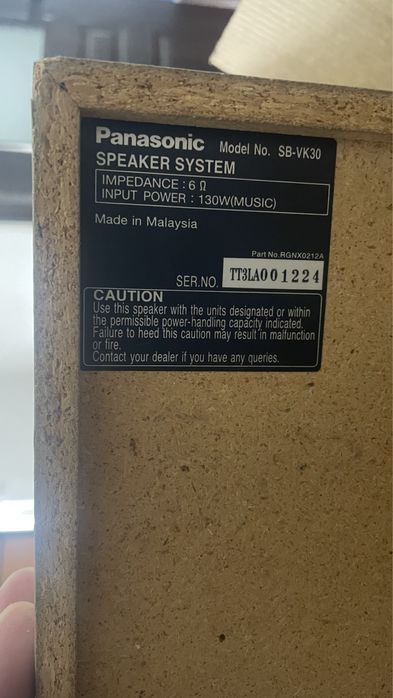 Panasonic Model No. SB-VK30
SPEAKER SYSTEM
IMPEDANCE : 6 Ω
INPUT POWER : 130W(MUSIC)
Made in Malaysia
Part No.RGNX0212A
SER.NO. TT3LA001224
CAUTION
Use this speaker with the units designated or within
the permissible power-handling capacity indicated.
Failure to heed this caution may result in malfunction
or fire.
Contact your dealer if you have any queries.